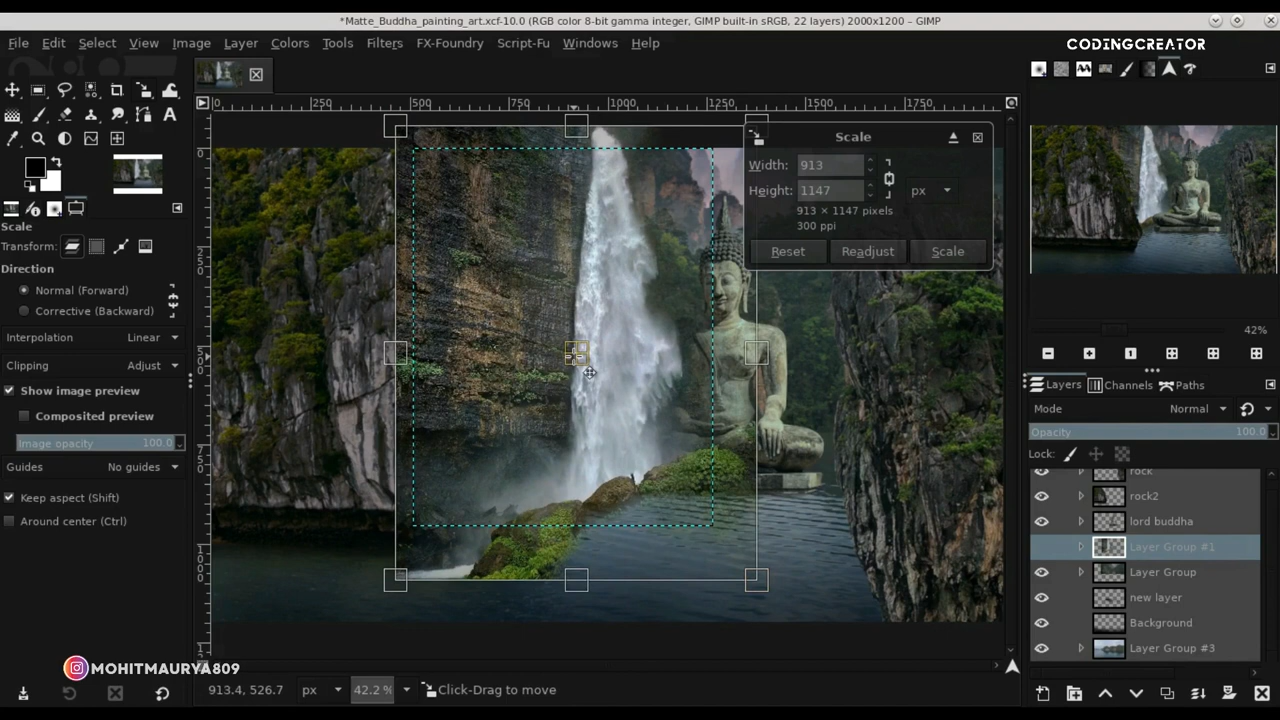 *Matte_Buddha_painting_art.xcf-10.0 (RGB color 8-bit gamma integer, GIMP built-in sRGB, 22 layers) 2000x1200 – GIMP
File Edit Select View Image Layer Colors Tools Filters FX-Foundry Script-Fu Windows Help
CODINGCREATOR
0 250 500 750 1000 1250 1500 1750
Scale
Width: 913
Height: 1147 px
913 × 1147 pixels
300 ppi
Reset Readjust Scale
Scale
Transform:
Direction
Normal (Forward)
Corrective (Backward)
Interpolation Linear
Clipping Adjust
Show image preview
Composited preview
Image opacity 100.0
Guides No guides
Keep aspect (Shift)
Around center (Ctrl)
0
250
500
750
1000
42%
Layers Channels Paths
Mode Normal
Opacity 100.0
Lock:
rock
rock2
lord buddha
Layer Group #1
Layer Group
new layer
Background
Layer Group #3
MOHITMAURYA809
913.4, 526.7 px 42.2 % Click-Drag to move